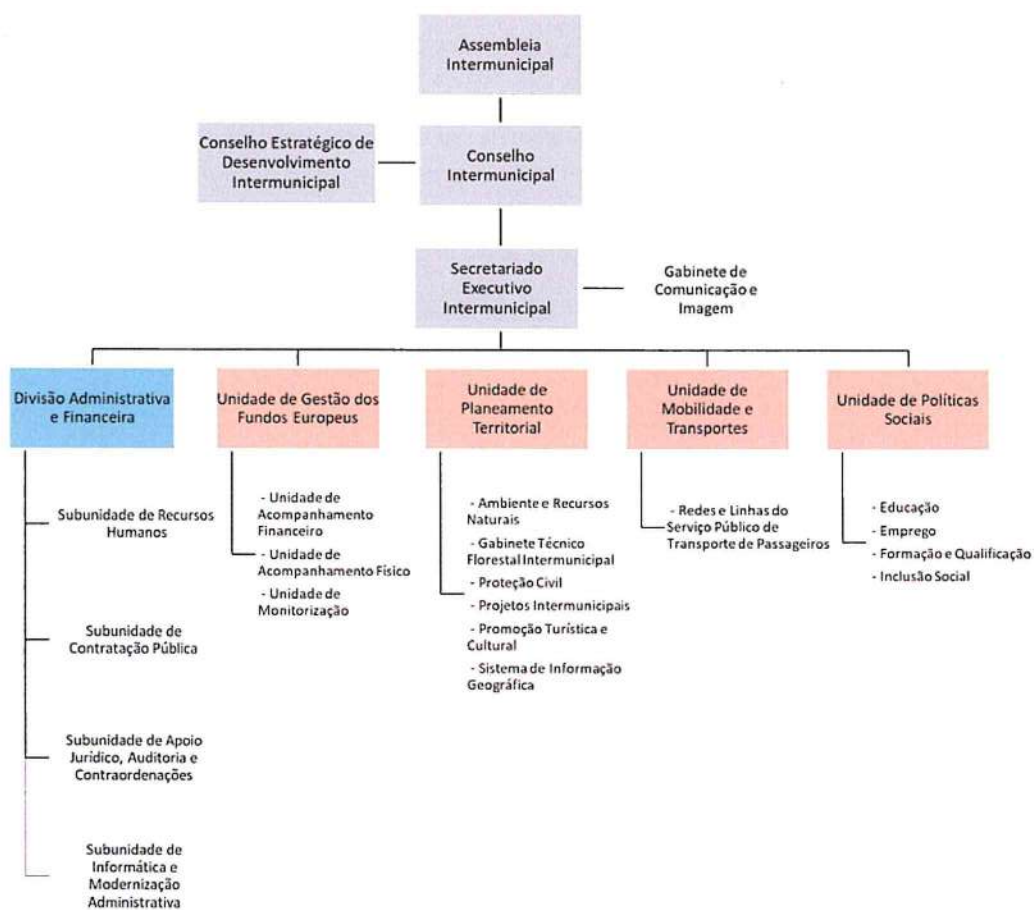 Assembleia
Intermunicipal
Conselho Estratégico de
Desenvolvimento
Intermunicipal
Conselho
Intermunicipal
Secretariado
Executivo
Intermunicipal
Gabinete de
Comunicação e
Imagem
Divisão Administrativa
e Financeira
Unidade de Gestão dos
Fundos Europeus
Unidade de
Planeamento
Territorial
Unidade de
Mobilidade e
Transportes
Unidade de Políticas
Sociais
Subunidade de Recursos
Humanos
Subunidade de
Contratação Pública
Subunidade de Apoio
Jurídico, Auditoria e
Contraordenações
Subunidade de
Informática e
Modernização
Administrativa
- Unidade de
Acompanhamento
Financeiro
- Unidade de
Acompanhamento Físico
- Unidade de
Monitorização
- Ambiente e Recursos
Naturais
- Gabinete Técnico
Florestal Intermunicipal
- Proteção Civil
- Projetos Intermunicipais
- Promoção Turística e
Cultural
- Sistema de Informação
Geográfica
- Redes e Linhas do
Serviço Público de
Transporte de Passageiros
- Educação
- Emprego
- Formação e Qualificação
- Inclusão Social